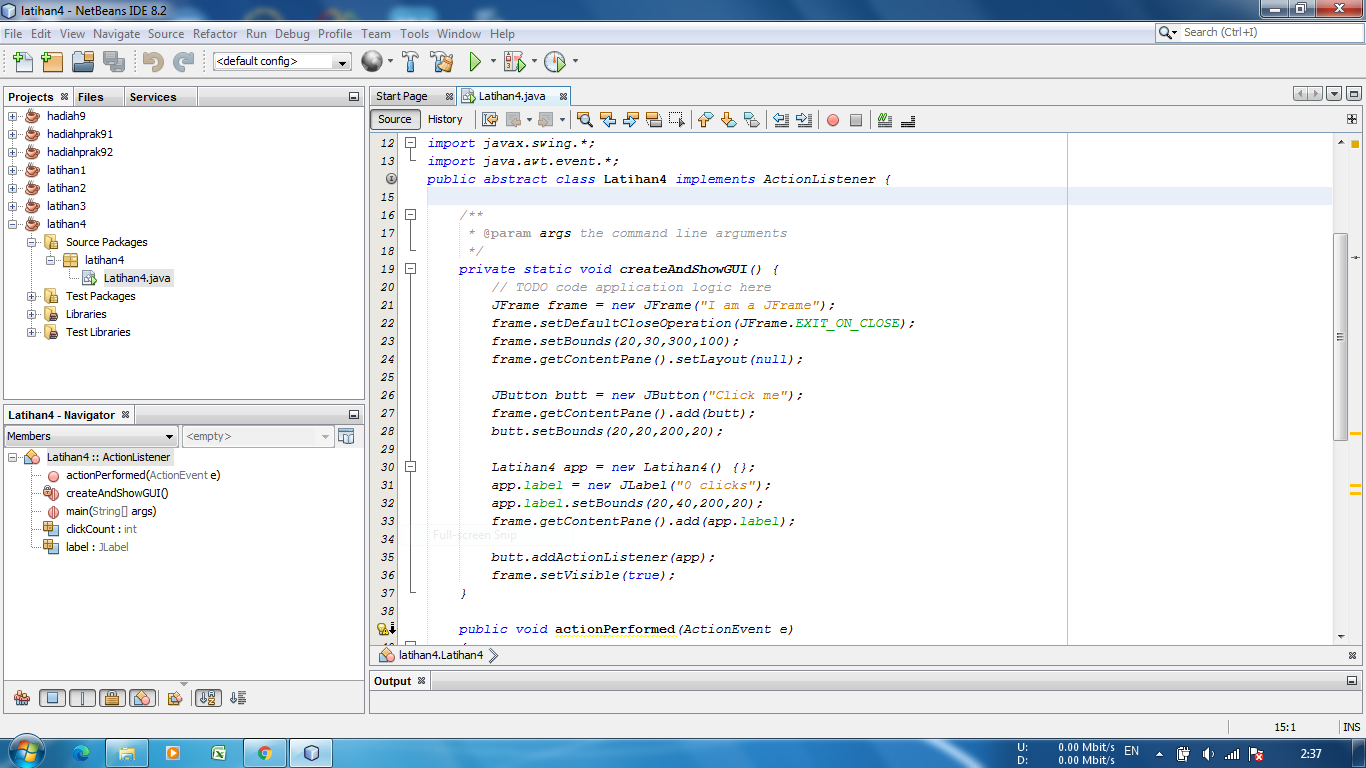 latihan4 - NetBeans IDE 8.2
File Edit View Navigate Source Refactor Run Debug Profile Team Tools Window Help
Search (Ctrl+I)
<default config>
Projects Files Services
hadiah9
hadiahprak91
hadiahprak92
latihan1
latihan2
latihan3
latihan4
Source Packages
latihan4
Latihan4.java
Test Packages
Libraries
Test Libraries
Latihan4 - Navigator
Members <empty>
Latihan4 :: ActionListener
actionPerformed(ActionEvent e)
createAndShowGUI()
main(String[] args)
clickCount : int
label : JLabel
Start Page Latihan4.java
Source History
12 import javax.swing.*;
13 import java.awt.event.*;
public abstract class Latihan4 implements ActionListener {
15
16 /**
17 * @param args the command line arguments
18 */
19 private static void createAndShowGUI() {
20 // TODO code application logic here
21 JFrame frame = new JFrame("I am a JFrame");
22 frame.setDefaultCloseOperation(JFrame.EXIT_ON_CLOSE);
23 frame.setBounds(20,30,300,100);
24 frame.getContentPane().setLayout(null);
25
26 JButton butt = new JButton("Click me");
27 frame.getContentPane().add(butt);
28 butt.setBounds(20,20,200,20);
29
30 Latihan4 app = new Latihan4() {};
31 app.label = new JLabel("0 clicks");
32 app.label.setBounds(20,40,200,20);
33 frame.getContentPane().add(app.label);
34
Full-screen Snip
35 butt.addActionListener(app);
36 frame.setVisible(true);
37 }
38
public void actionPerformed(ActionEvent e)
latihan4.Latihan4
Output
15:1 INS
U: 0.00 Mbit/s
D: 0.00 Mbit/s
EN
2:37